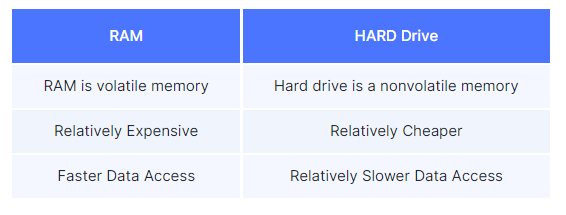 RAM
HARD Drive
RAM is volatile memory
Hard drive is a nonvolatile memory
Relatively Expensive
Relatively Cheaper
Faster Data Access
Relatively Slower Data Access